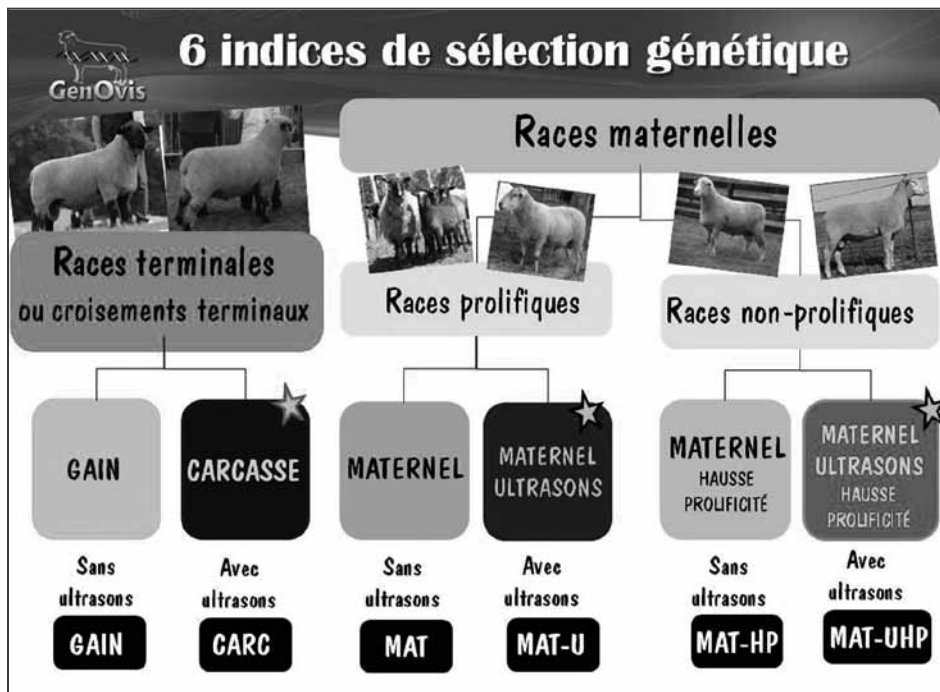 6 indices de sélection génétique
GenOvis
Races maternelles
Races terminales
ou croisements terminaux
Races prolifiques
Races non-prolifiques
GAIN
CARCASSE
MATERNEL
MATERNEL
ULTRASONS
MATERNEL
HAUSSE
PROLIFICITÉ
MATERNEL
ULTRASONS
HAUSSE
PROLIFICITÉ
Sans
ultrasons
Avec
ultrasons
Sans
ultrasons
Avec
ultrasons
Sans
ultrasons
Avec
ultrasons
GAIN
CARC
MAT
MAT-U
MAT-HP
MAT-UHP